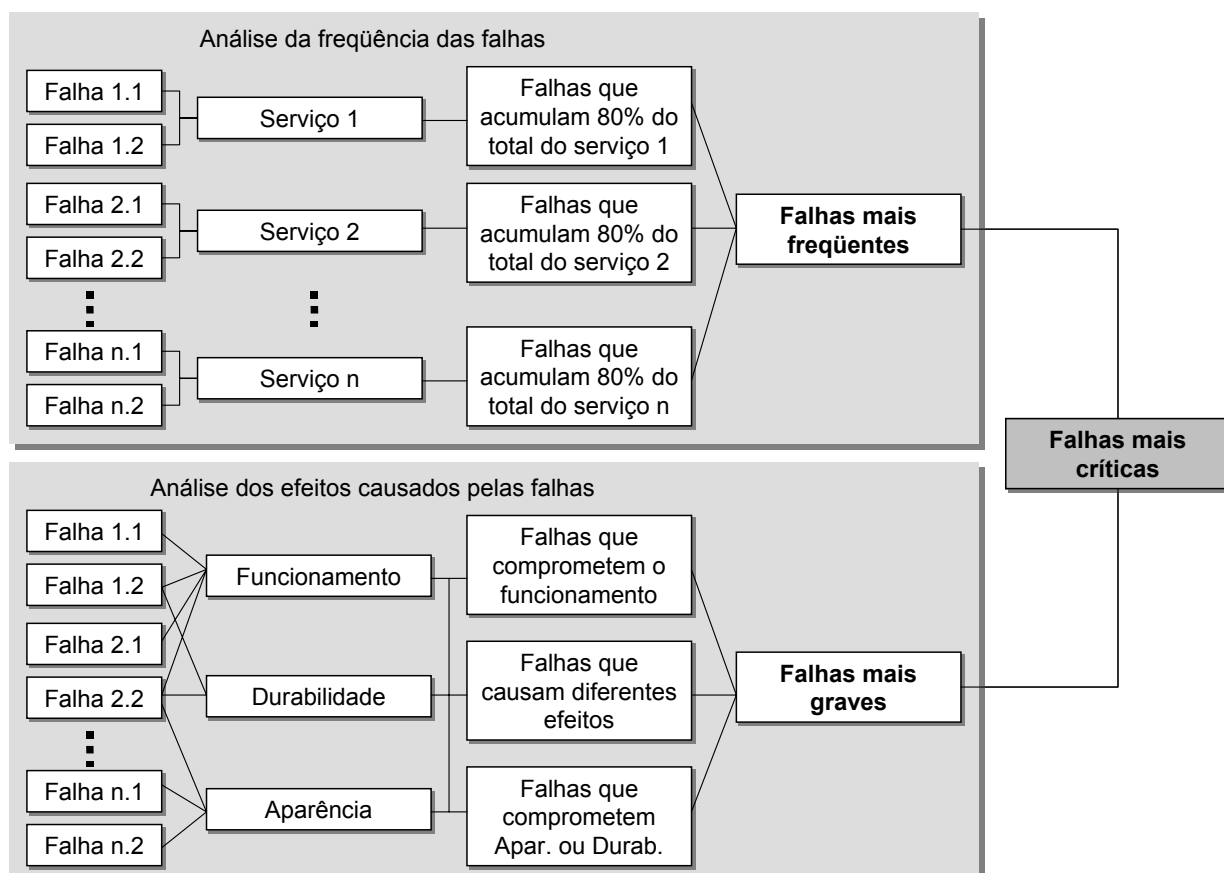 Análise da freqüência das falhas
Falha 1.1
Falha 1.2
Serviço 1
Falhas que
acumulam 80% do
total do serviço 1
Falha 2.1
Falha 2.2
Serviço 2
Falhas que
acumulam 80% do
total do serviço 2
Falhas mais
freqüentes
Falha n.1
Falha n.2
Serviço n
Falhas que
acumulam 80% do
total do serviço n
Falhas mais
críticas
Análise dos efeitos causados pelas falhas
Falha 1.1
Falha 1.2
Falha 2.1
Falha 2.2
Falha n.1
Falha n.2
Funcionamento
Durabilidade
Aparência
Falhas que
comprometem o
funcionamento
Falhas que
causam diferentes
efeitos
Falhas que
comprometem
Apar. ou Durab.
Falhas mais
graves